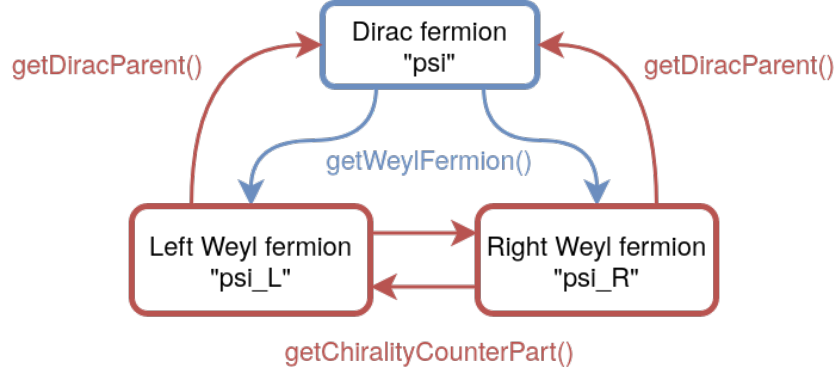 Dirac fermion
"psi"
getDiracParent()
getDiracParent()
getWeylFermion()
Left Weyl fermion
"psi_L"
Right Weyl fermion
"psi_R"
getChiralityCounterPart()